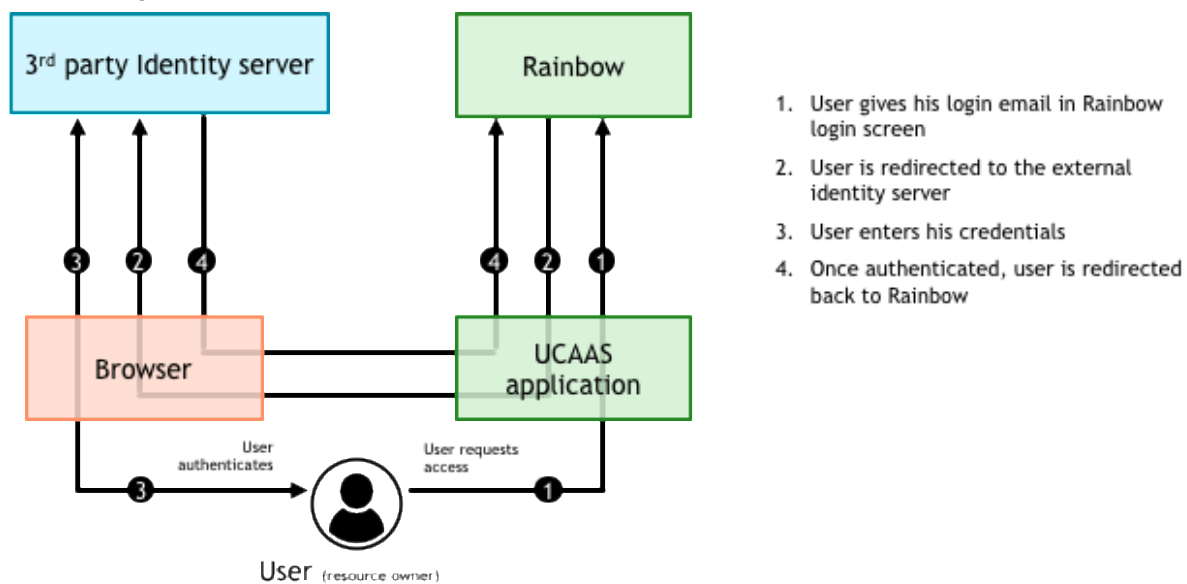 3rd party Identity server
Rainbow
1. User gives his login email in Rainbow
login screen
2. User is redirected to the external
identity server
3. User enters his credentials
4. Once authenticated, user is redirected
back to Rainbow
3
2
4
4
2
1
Browser
UCAAS
application
User
authenticates
User requests
access
3
1
User (resource owner)